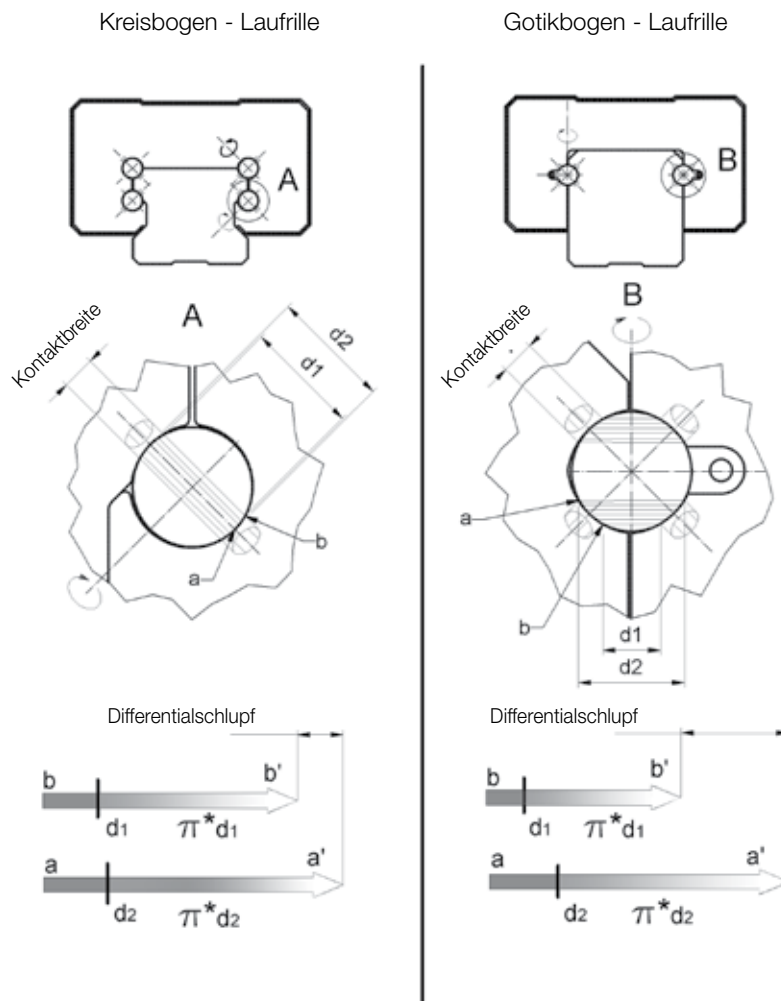 Kreisbogen - Laufrille
A
A
Kontaktbreite
d2
d1
b
a
Differentialschlupf
b
b'
d1
π*d1
a
a'
d2
π*d2
Gotikbogen - Laufrille
B
B
Kontaktbreite
a
b
d1
d2
Differentialschlupf
b
b'
d1
π*d1
a
a'
d2
π*d2